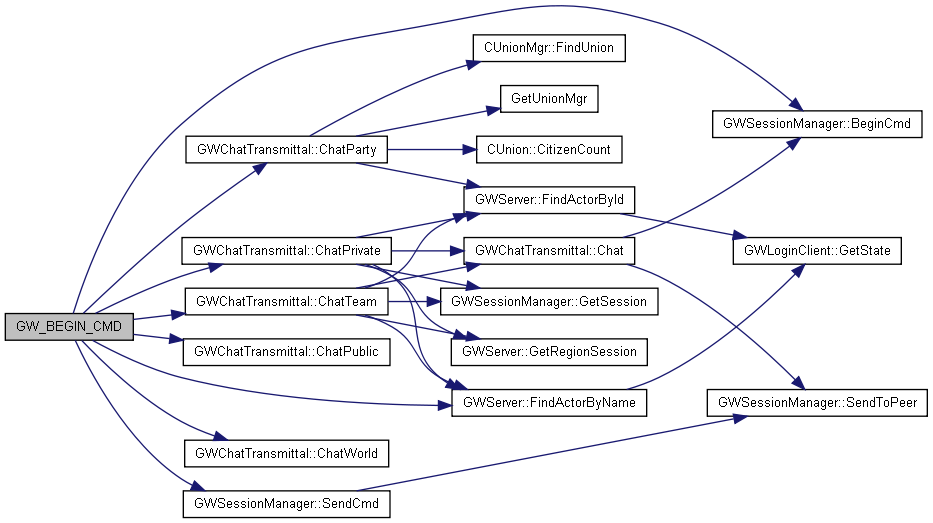 GW_BEGIN_CMD
GWChatTransmittal::ChatParty
GWChatTransmittal::ChatPrivate
GWChatTransmittal::ChatTeam
GWChatTransmittal::ChatPublic
GWChatTransmittal::ChatWorld
GWSessionManager::SendCmd
CUnionMgr::FindUnion
GetUnionMgr
CUnion::CitizenCount
GWServer::FindActorById
GWChatTransmittal::Chat
GWSessionManager::GetSession
GWServer::GetRegionSession
GWServer::FindActorByName
GWSessionManager::BeginCmd
GWLoginClient::GetState
GWSessionManager::SendToPeer